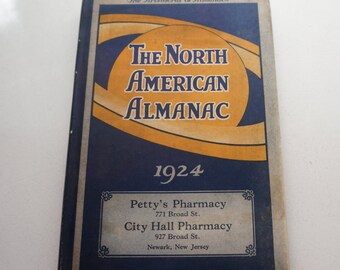 THE NORTH
AMERICAN
ALMANAC
1924
Petty's Pharmacy
771 Broad St.
City Hall Pharmacy
927 Broad St.
Newark, New Jersey